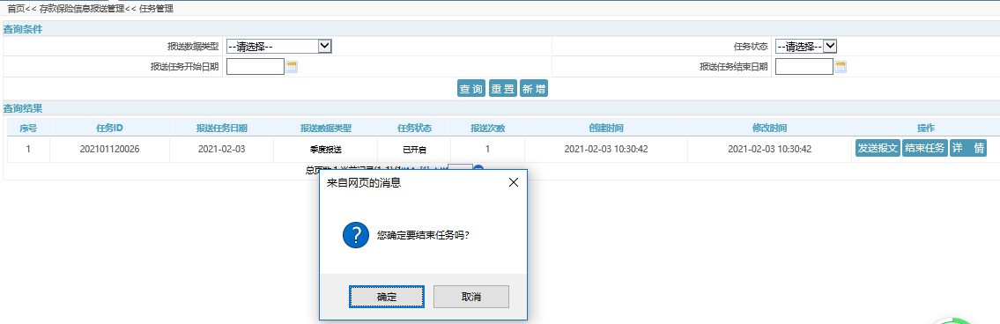 首页<< 存款保险信息报送管理<< 任务管理
查询条件
报送数据类型 --请选择-- 任务状态 --请选择--
报送任务开始日期 报送任务结束日期
查 询 重 置 新 增
查询结果
序号 任务ID 报送任务日期 报送数据类型 任务状态 报送次数 创建时间 修改时间 操作
1 202101120026 2021-02-03 季度报送 已开启 1 2021-02-03 10:30:42 2021-02-03 10:30:42 发送报文 结束任务 详 情
来自网页的消息
您确定要结束任务吗?
确定 取消